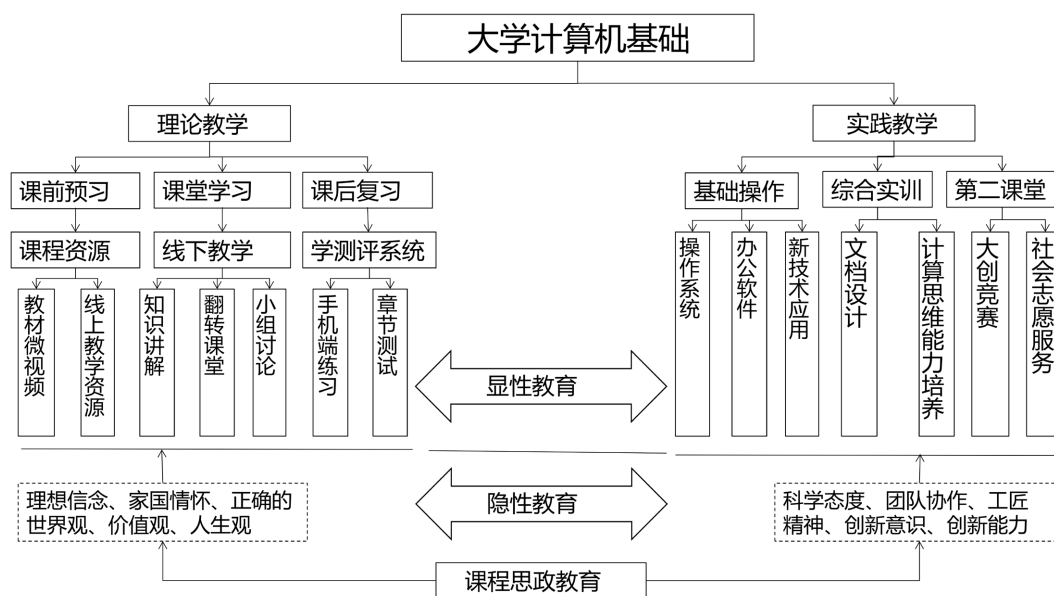 大学计算机基础
理论教学
实践教学
课前预习
课堂学习
课后复习
基础操作
综合实训
第二课堂
课程资源
线下教学
学测评系统
教材微视频
线上教学资源
知识讲解
翻转课堂
小组讨论
手机端练习
章节测试
操作系统
办公软件
新技术应用
文档设计
计算思维能力培养
大创竞赛
社会志愿服务
显性教育
隐性教育
理想信念、家国情怀、正确的
世界观、价值观、人生观
科学态度、团队协作、工匠
精神、创新意识、创新能力
课程思政教育